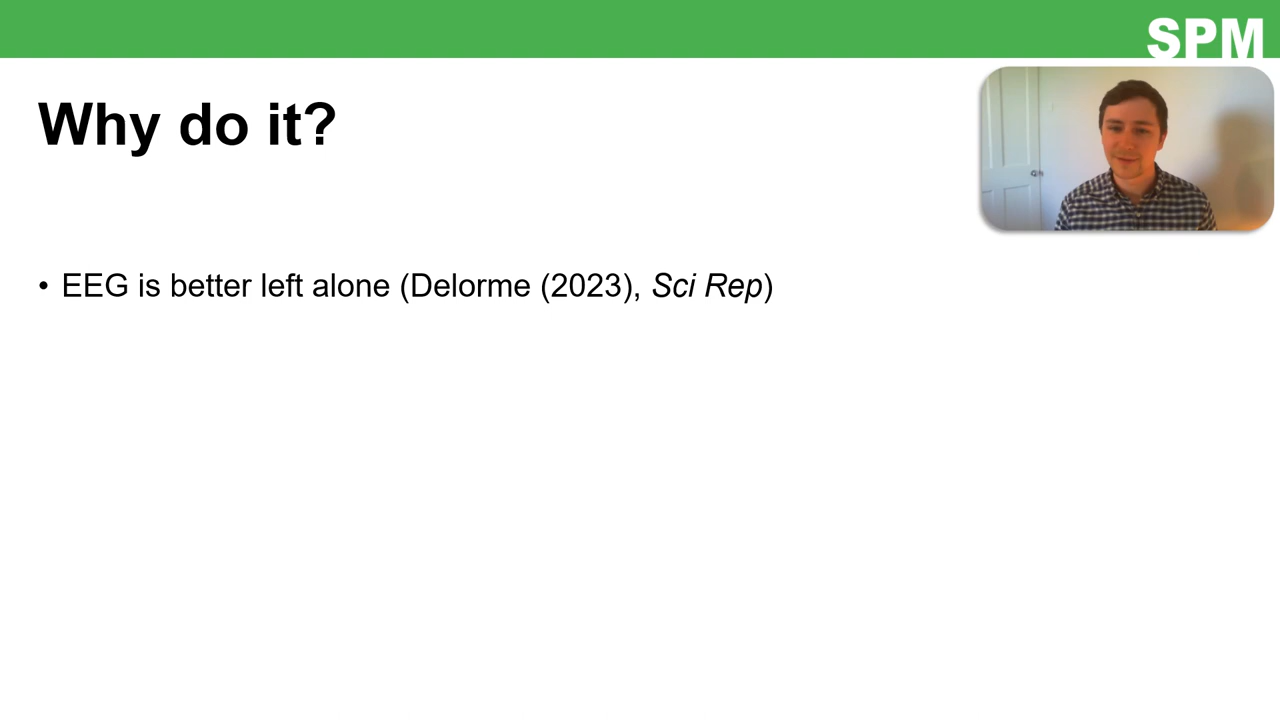 SPM
Why do it?
• EEG is better left alone (Delorme (2023), Sci Rep)